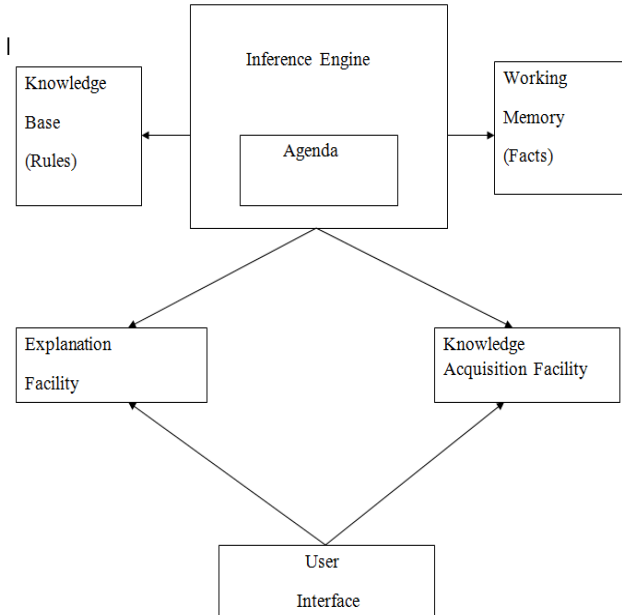 Inference Engine
Knowledge
Base
(Rules)
Agenda
Working
Memory
(Facts)
Explanation
Facility
Knowledge
Acquisition Facility
User
Interface